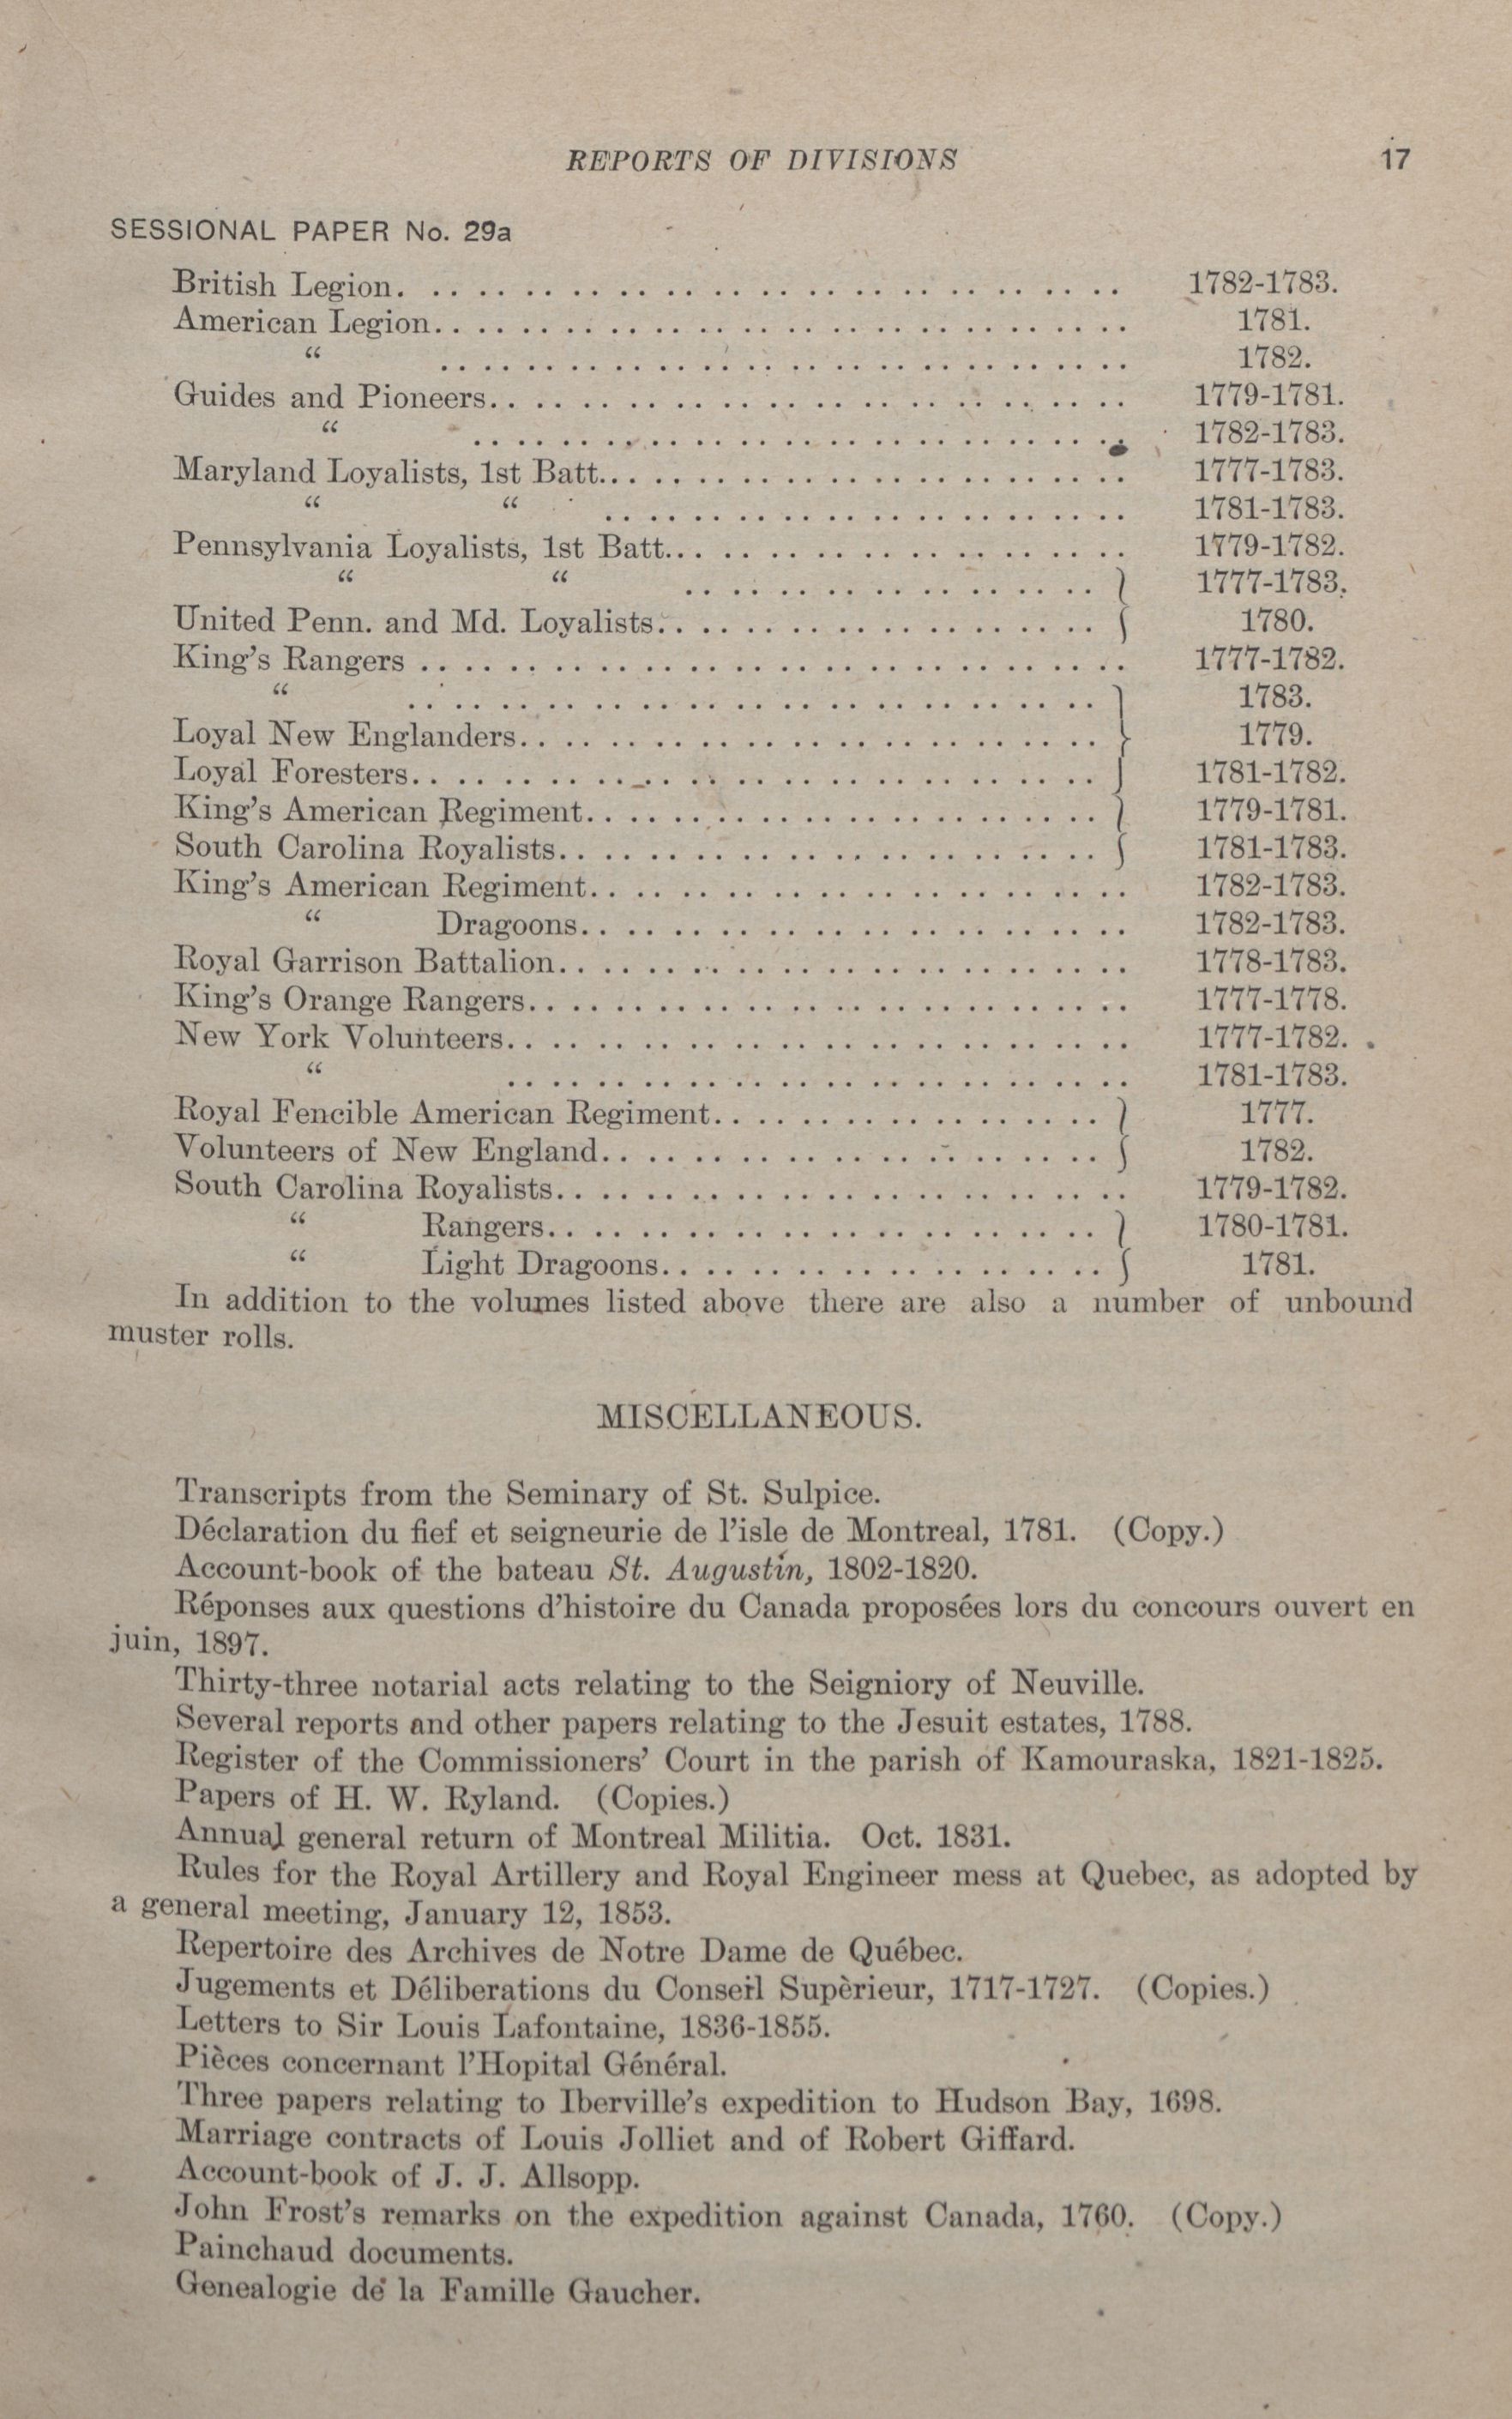 REPORTS OF DIVISIONS 17
SESSIONAL PAPER No. 29a
British Legion. . . . . . . . . . . . . . . . . . . . . . . . . . . . . . . . 1782-1783.
American Legion. . . . . . . . . . . . . . . . . . . . . . . . . . . . . . . 1781.
“ . . . . . . . . . . . . . . . . . . . . . . . . . . . . . . . 1782.
Guides and Pioneers. . . . . . . . . . . . . . . . . . . . . . . . . . . . 1779-1781.
“ . . . . . . . . . . . . . . . . . . . . . . . . . . . . . 1782-1783.
Maryland Loyalists, 1st Batt. . . . . . . . . . . . . . . . . . . . . . . . 1777-1783.
“ “ . . . . . . . . . . . . . . . . . . . . . . . 1781-1783.
Pennsylvania Loyalists, 1st Batt. . . . . . . . . . . . . . . . . . . . . 1779-1782.
“ “ . . . . . . . . . . . . . . . . . . } 1777-1783.
United Penn. and Md. Loyalists. . . . . . . . . . . . . . . . . . . . } 1780.
King's Rangers . . . . . . . . . . . . . . . . . . . . . . . . . . . . . . . 1777-1782.
“ . . . . . . . . . . . . . . . . . . . . . . . . . . . . . . } 1783.
Loyal New Englanders. . . . . . . . . . . . . . . . . . . . . . . . . . } 1779.
Loyal Foresters. . . . . . . . . . . . . . . . . . . . . . . . . . . . . . } 1781-1782.
King's American Regiment. . . . . . . . . . . . . . . . . . . . . . . } 1779-1781.
South Carolina Royalists. . . . . . . . . . . . . . . . . . . . . . . . } 1781-1783.
King's American Regiment. . . . . . . . . . . . . . . . . . . . . . . . 1782-1783.
“ Dragoons. . . . . . . . . . . . . . . . . . . . . . . . 1782-1783.
Royal Garrison Battalion. . . . . . . . . . . . . . . . . . . . . . . . . 1778-1783.
King's Orange Rangers. . . . . . . . . . . . . . . . . . . . . . . . . . . 1777-1778.
New York Volunteers. . . . . . . . . . . . . . . . . . . . . . . . . . . . 1777-1782.
“ . . . . . . . . . . . . . . . . . . . . . . . . . . . . 1781-1783.
Royal Fencible American Regiment. . . . . . . . . . . . . . . . . } 1777.
Volunteers of New England. . . . . . . . . . . . . . . . . . . . . . } 1782.
South Carolina Royalists. . . . . . . . . . . . . . . . . . . . . . . . . 1779-1782.
“ Rangers. . . . . . . . . . . . . . . . . . . . . . . . } 1780-1781.
“ Light Dragoons. . . . . . . . . . . . . . . . . . . } 1781.
In addition to the volumes listed above there are also a number of unbound
muster rolls.
MISCELLANEOUS.
Transcripts from the Seminary of St. Sulpice.
Déclaration du fief et seigneurie de l'isle de Montreal, 1781. (Copy.)
Account-book of the bateau St. Augustin, 1802-1820.
Réponses aux questions d'histoire du Canada proposées lors du concours ouvert en
juin, 1897.
Thirty-three notarial acts relating to the Seigniory of Neuville.
Several reports and other papers relating to the Jesuit estates, 1788.
Register of the Commissioners' Court in the parish of Kamouraska, 1821-1825.
Papers of H. W. Ryland. (Copies.)
Annual general return of Montreal Militia. Oct. 1831.
Rules for the Royal Artillery and Royal Engineer mess at Quebec, as adopted by
a general meeting, January 12, 1853.
Repertoire des Archives de Notre Dame de Québec.
Jugements et Déliberations du Conseil Supèrieur, 1717-1727. (Copies.)
Letters to Sir Louis Lafontaine, 1836-1855.
Pièces concernant l'Hopital Général.
Three papers relating to Iberville's expedition to Hudson Bay, 1698.
Marriage contracts of Louis Jolliet and of Robert Giffard.
Account-book of J. J. Allsopp.
John Frost's remarks on the expedition against Canada, 1760. (Copy.)
Painchaud documents.
Genealogie de la Famille Gaucher.